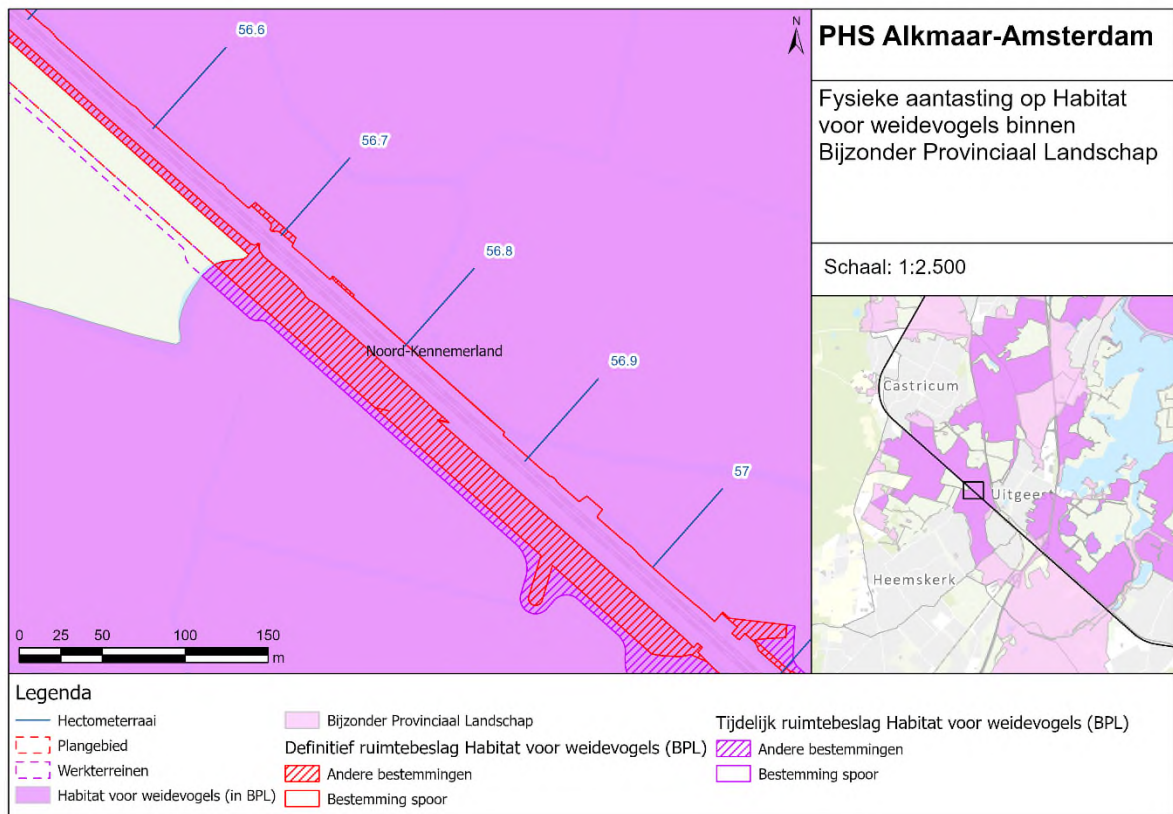 56.6
N
56.7
56.8
Noord-Kennemerland
56.9
57
0 25 50 100 150
m
PHS Alkmaar-Amsterdam
Fysieke aantasting op Habitat
voor weidevogels binnen
Bijzonder Provinciaal Landschap
Schaal: 1:2.500
Castricum
Uitgeest
Heemskerk
Legenda
Hectometerraai
Plangebied
Werkterreinen
Habitat voor weidevogels (in BPL)
Bijzonder Provinciaal Landschap
Definitief ruimtebeslag Habitat voor weidevogels (BPL)
Andere bestemmingen
Bestemming spoor
Tijdelijk ruimtebeslag Habitat voor weidevogels (BPL)
Andere bestemmingen
Bestemming spoor